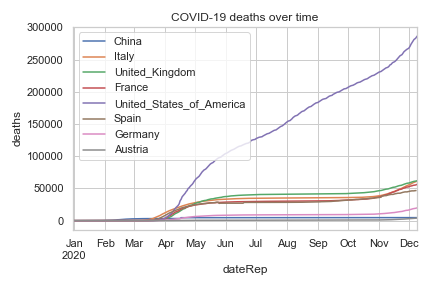 COVID-19 deaths over time
300000
250000
200000
150000
100000
50000
0
deaths
China
Italy
United_Kingdom
France
United_States_of_America
Spain
Germany
Austria
Jan Feb Mar Apr May Jun Jul Aug Sep Oct Nov Dec
2020
dateRep